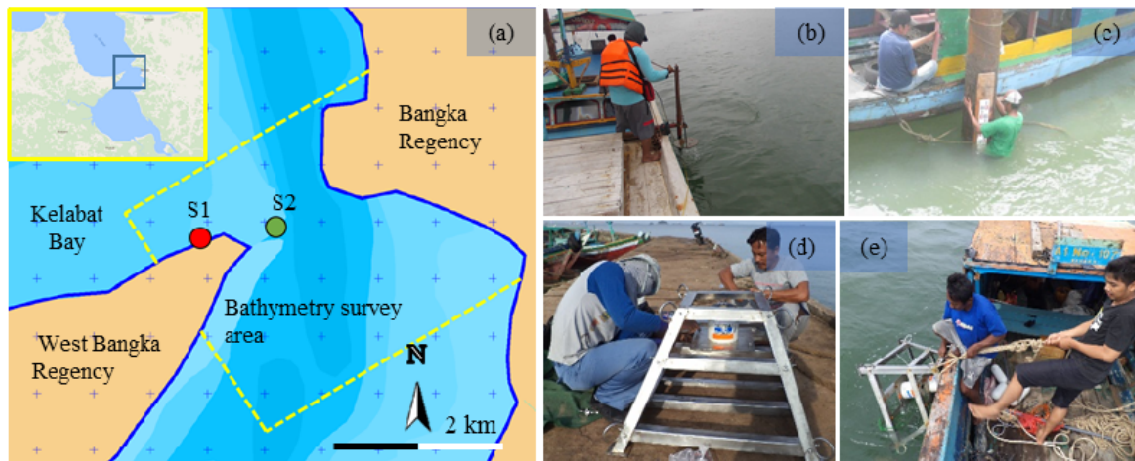 (a)
Bangka
Regency
Kelabat
Bay
S1
S2
Bathymetry survey
area
West Bangka
Regency
N
2 km
(b)
(c)
(d)
(e)